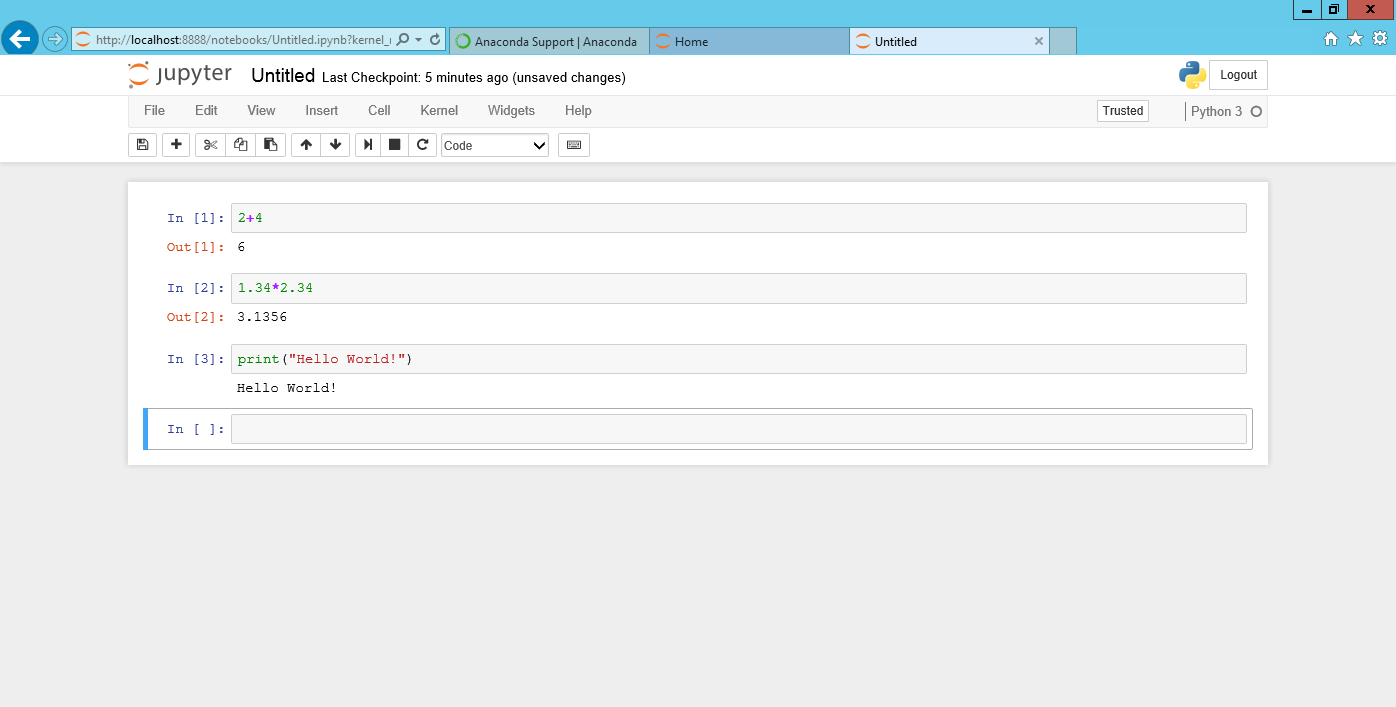 http://localhost:8888/notebooks/Untitled.ipynb?kernel_
Anaconda Support | Anaconda
Home
Untitled
jupyter Untitled Last Checkpoint: 5 minutes ago (unsaved changes)
Logout
File Edit View Insert Cell Kernel Widgets Help
Trusted
Python 3
Code
In [1]: 2+4
Out[1]: 6
In [2]: 1.34*2.34
Out[2]: 3.1356
In [3]: print("Hello World!")
Hello World!
In [ ]: